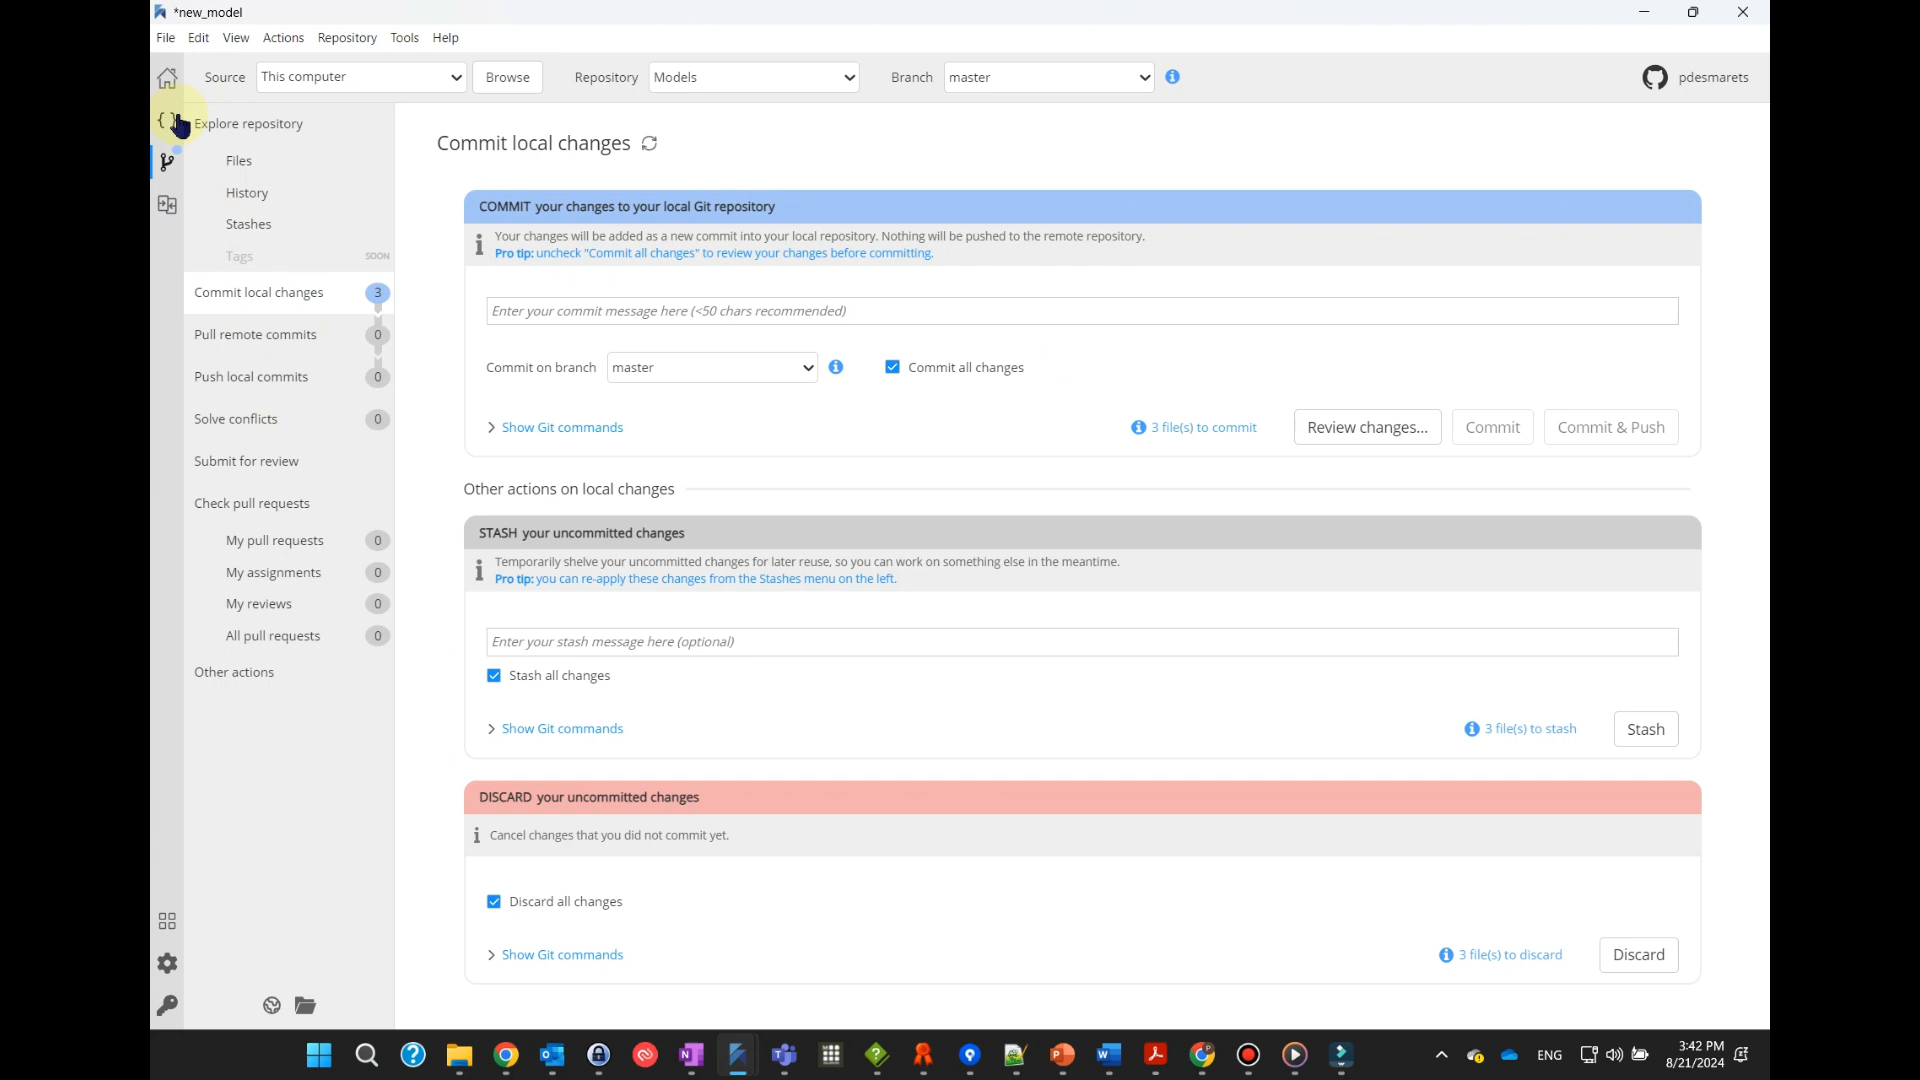 *new_model
File Edit View Actions Repository Tools Help
Source This computer Browse Repository Models Branch master pdesmarets
Explore repository
Files
History
Stashes
Tags SOON
Commit local changes 3
Pull remote commits 0
Push local commits 0
Solve conflicts 0
Submit for review
Check pull requests
My pull requests 0
My assignments 0
My reviews 0
All pull requests 0
Other actions
Commit local changes
COMMIT your changes to your local Git repository
Your changes will be added as a new commit into your local repository. Nothing will be pushed to the remote repository.
Pro tip: uncheck "Commit all changes" to review your changes before committing.
Enter your commit message here (<50 chars recommended)
Commit on branch master Commit all changes
Show Git commands 3 file(s) to commit Review changes... Commit Commit & Push
Other actions on local changes
STASH your uncommitted changes
Temporarily shelve your uncommitted changes for later reuse, so you can work on something else in the meantime.
Pro tip: you can re-apply these changes from the Stashes menu on the left.
Enter your stash message here (optional)
Stash all changes
Show Git commands 3 file(s) to stash Stash
DISCARD your uncommitted changes
Cancel changes that you did not commit yet.
Discard all changes
Show Git commands 3 file(s) to discard Discard
ENG 3:42 PM
8/21/2024